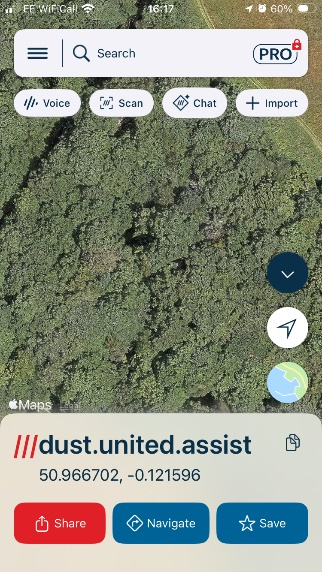 EE WiFiCall 16:17 60%
Search PRO
Voice Scan Chat Import
Maps Legal
///dust.united.assist
50.966702, -0.121596
Share Navigate Save